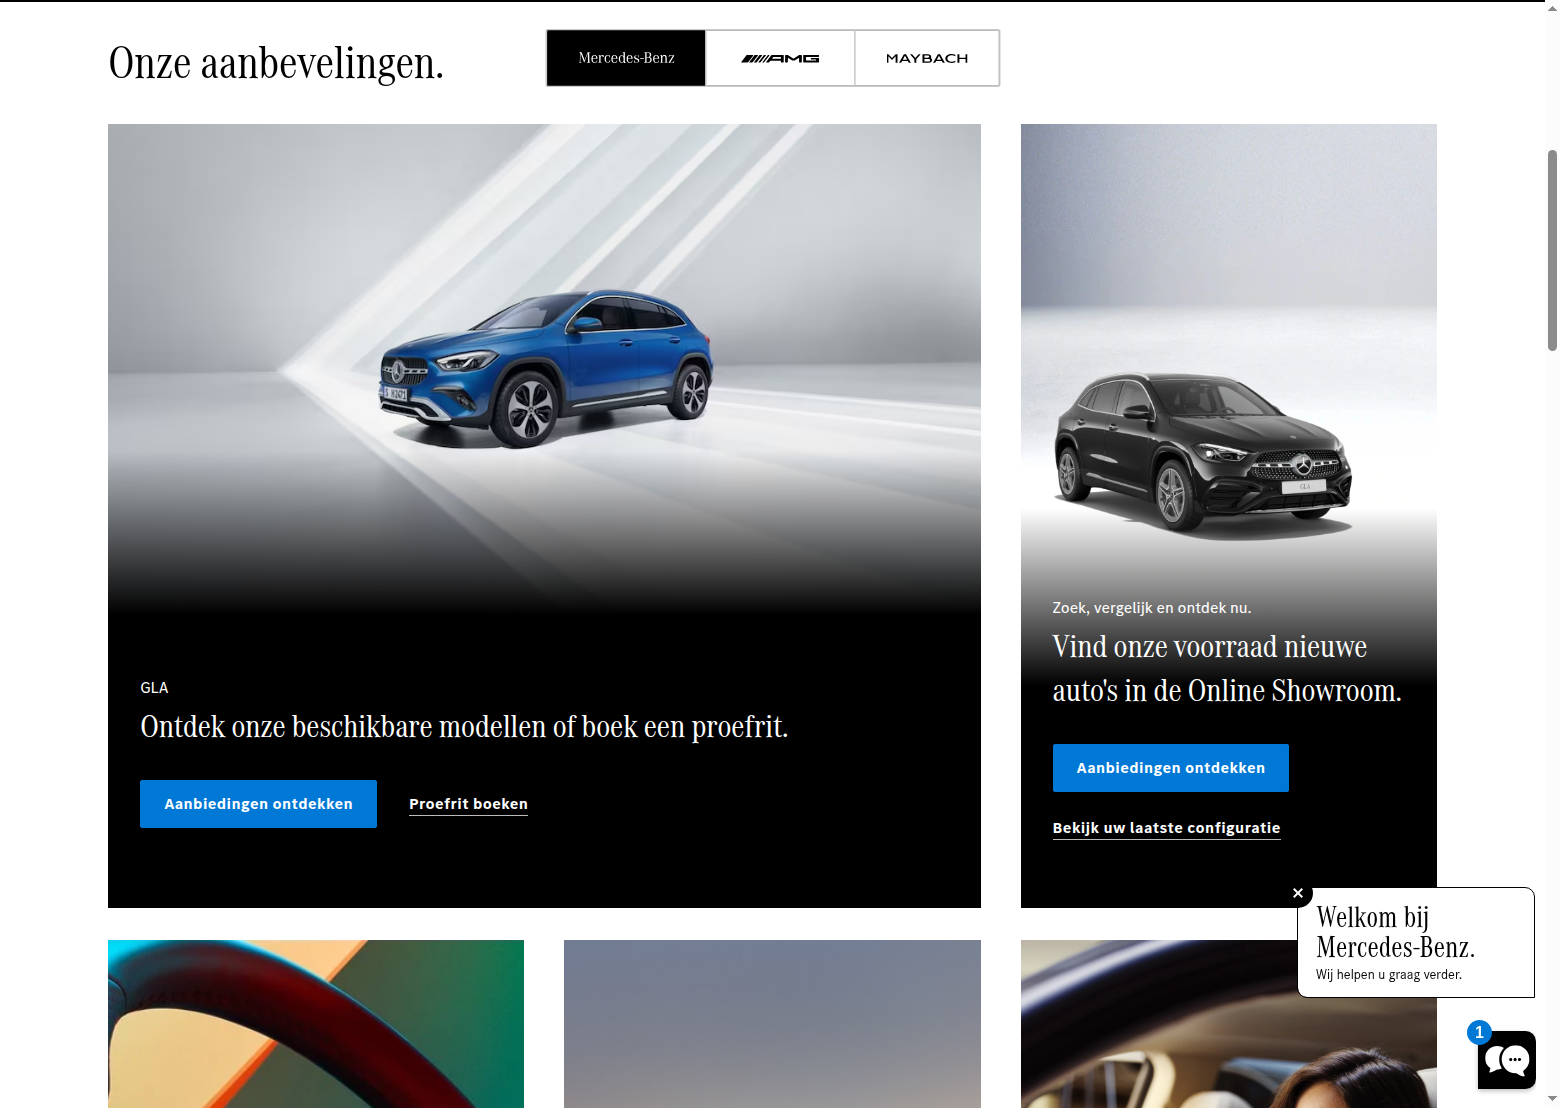 Onze aanbevelingen.
Mercedes-Benz
AMG
MAYBACH
GLA
Ontdek onze beschikbare modellen of boek een proefrit.
Aanbiedingen ontdekken
Proefrit boeken
GLA
Zoek, vergelijk en ontdek nu.
Vind onze voorraad nieuwe
auto's in de Online Showroom.
Aanbiedingen ontdekken
Bekijk uw laatste configuratie
Welkom bij
Mercedes-Benz.
Wij helpen u graag verder.
1